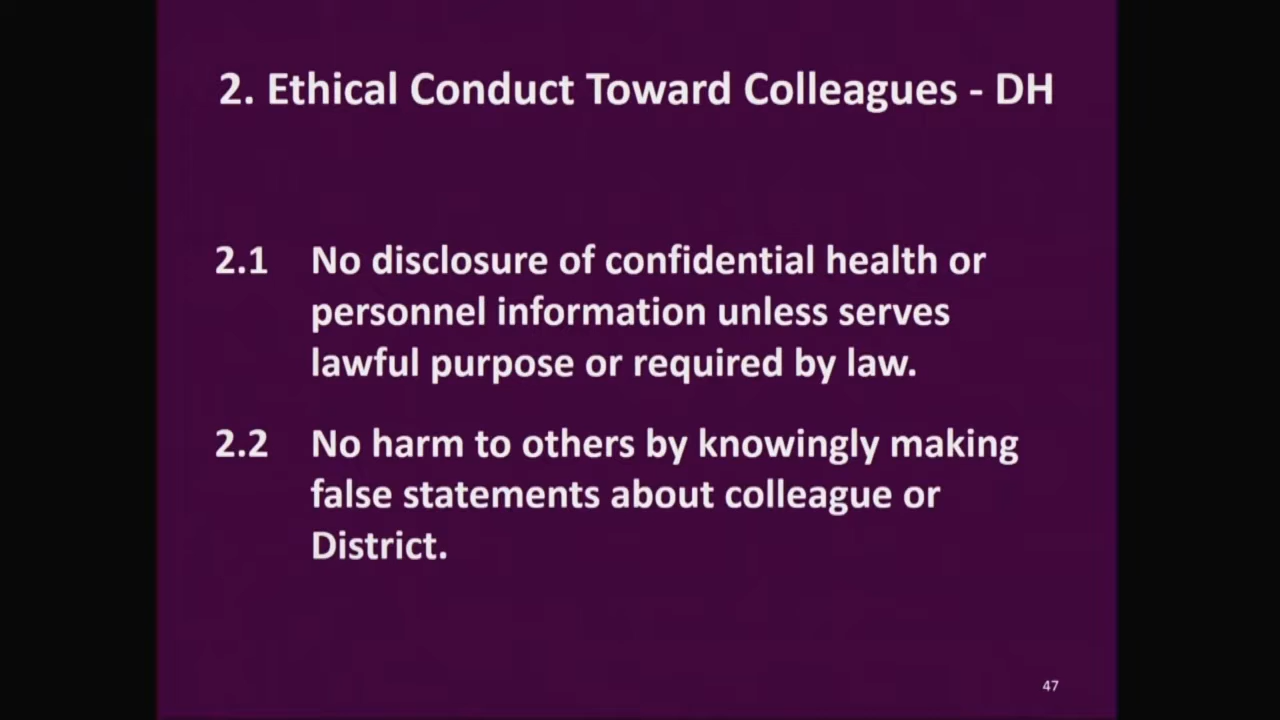 2. Ethical Conduct Toward Colleagues - DH
2.1 No disclosure of confidential health or
personnel information unless serves
lawful purpose or required by law.
2.2 No harm to others by knowingly making
false statements about colleague or
District.
47